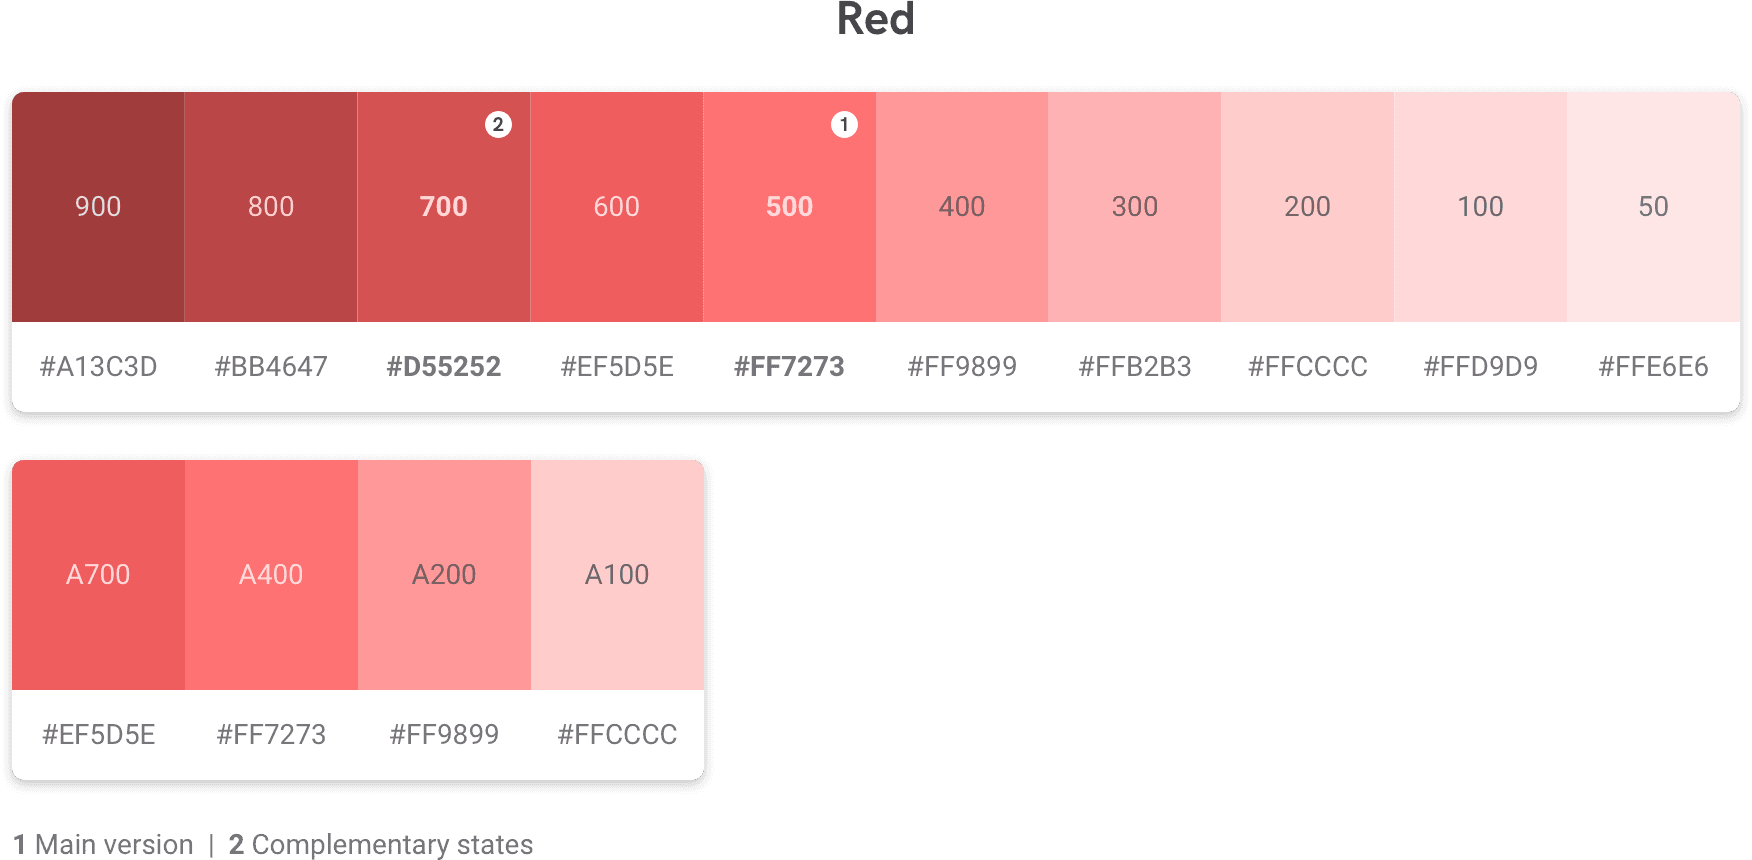 Red
2 1
900 800 700 600 500 400 300 200 100 50
#A13C3D #BB4647 #D55252 #EF5D5E #FF7273 #FF9899 #FFB2B3 #FFCCCC #FFD9D9 #FFE6E6
A700 A400 A200 A100
#EF5D5E #FF7273 #FF9899 #FFCCCC
1 Main version | 2 Complementary states